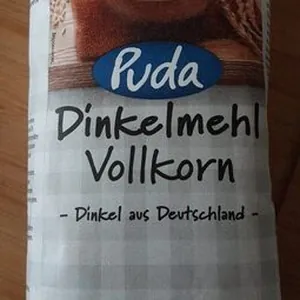 Puda
Dinkelmehl
Vollkorn
- Dinkel aus Deutschland -